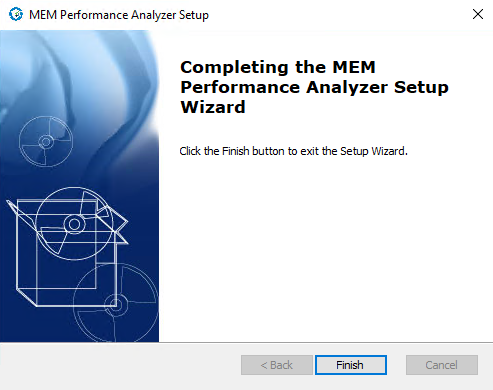 MEM Performance Analyzer Setup
Completing the MEM
Performance Analyzer Setup
Wizard
Click the Finish button to exit the Setup Wizard.
< Back
Finish
Cancel